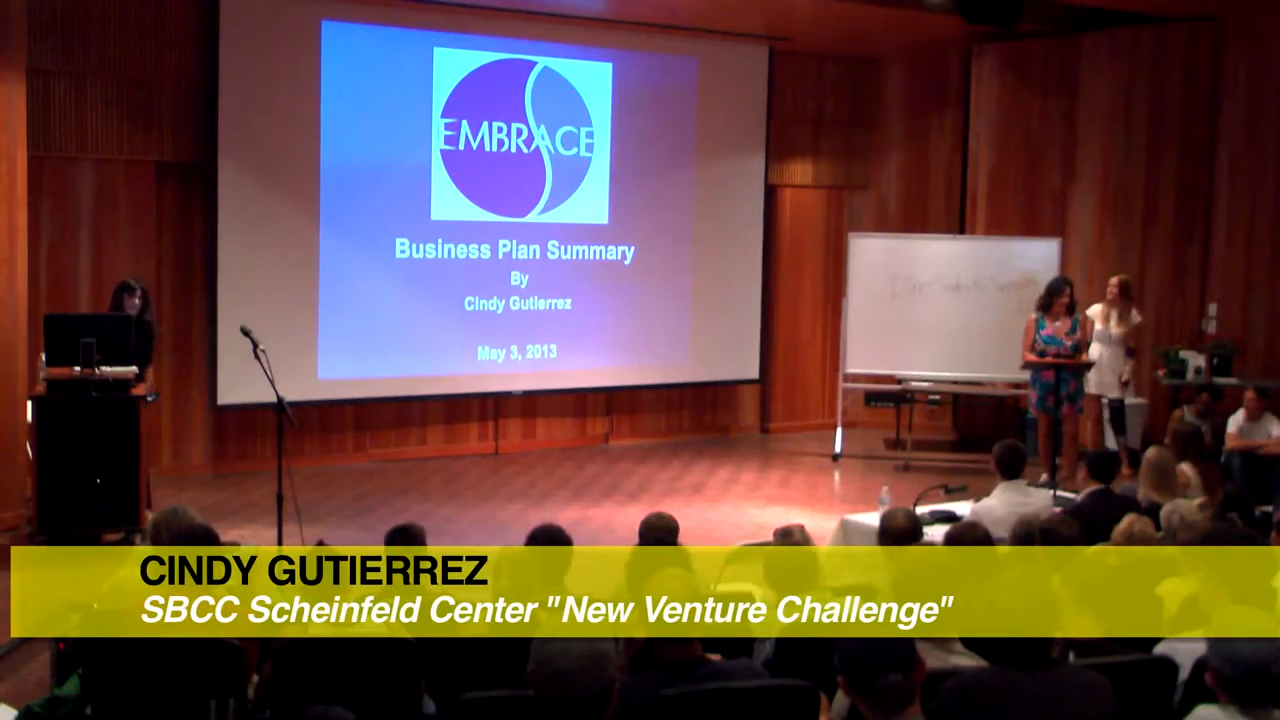 EMBRACE
Business Plan Summary
By
Cindy Gutierrez
May 3, 2013
CINDY GUTIERREZ
SBCC Scheinfeld Center "New Venture Challenge"